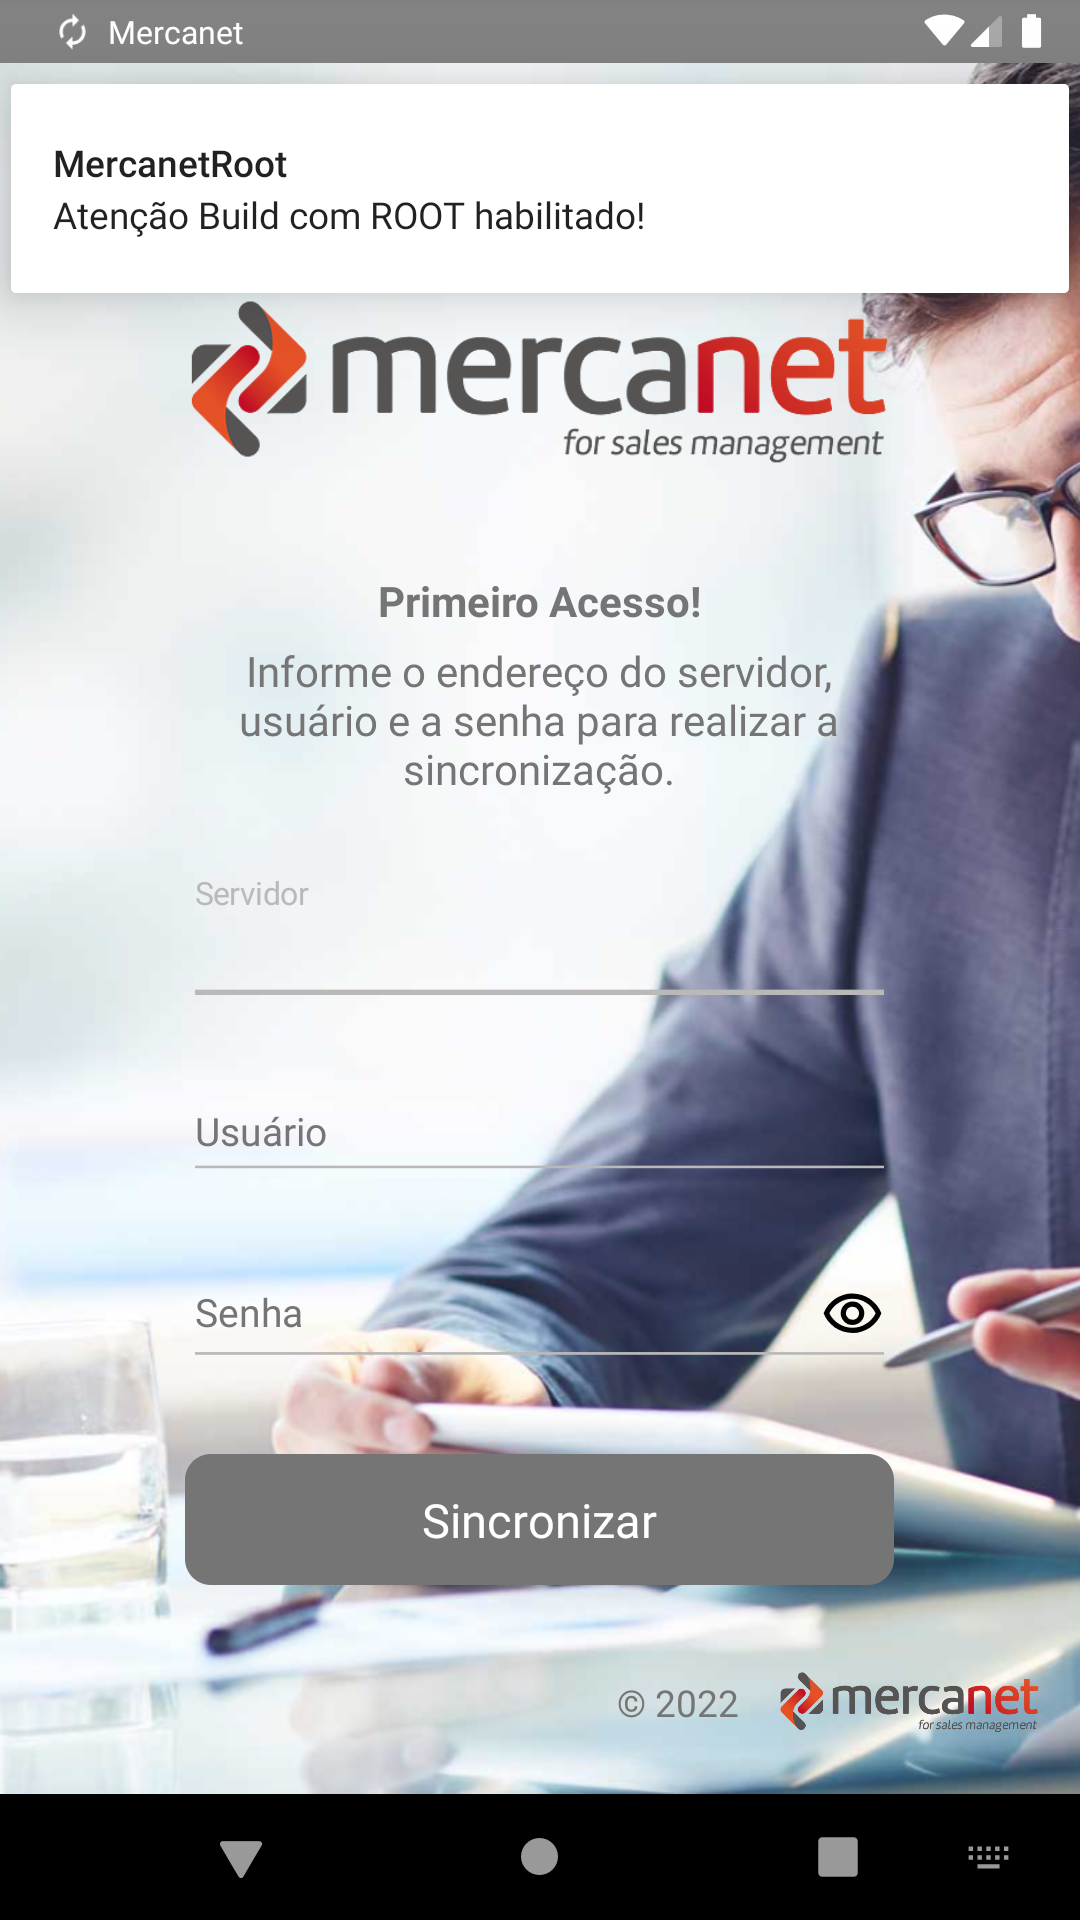 Mercanet
MercanetRoot
Atenção Build com ROOT habilitado!
mercanet
for sales management
Primeiro Acesso!
Informe o endereço do servidor,
usuário e a senha para realizar a
sincronização.
Servidor
Usuário
Senha
Sincronizar
© 2022 mercanet
for sales management